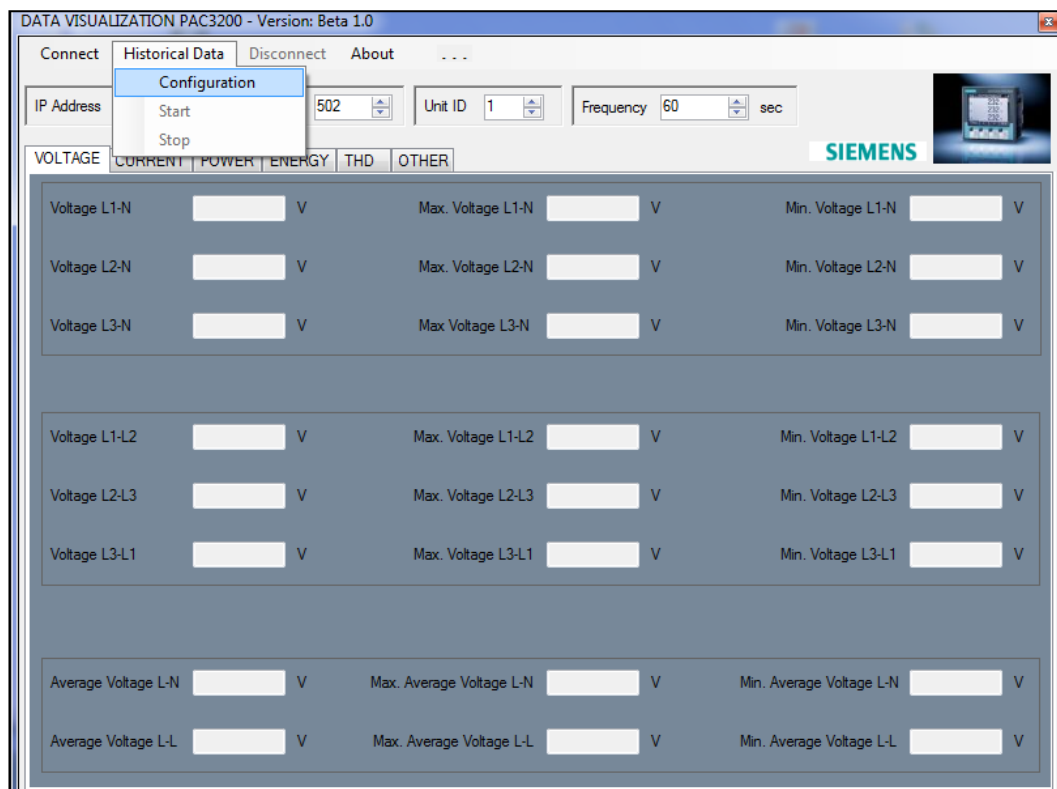 DATA VISUALIZATION PAC3200 - Version: Beta 1.0
Connect Historical Data Disconnect About ...
Configuration
Start
Stop
IP Address 502 Unit ID 1 Frequency 60 sec
SIEMENS
VOLTAGE CURRENT POWER ENERGY THD OTHER
Voltage L1-N V Max. Voltage L1-N V Min. Voltage L1-N V
Voltage L2-N V Max. Voltage L2-N V Min. Voltage L2-N V
Voltage L3-N V Max Voltage L3-N V Min. Voltage L3-N V
Voltage L1-L2 V Max. Voltage L1-L2 V Min. Voltage L1-L2 V
Voltage L2-L3 V Max. Voltage L2-L3 V Min. Voltage L2-L3 V
Voltage L3-L1 V Max. Voltage L3-L1 V Min. Voltage L3-L1 V
Average Voltage L-N V Max. Average Voltage L-N V Min. Average Voltage L-N V
Average Voltage L-L V Max. Average Voltage L-L V Min. Average Voltage L-L V